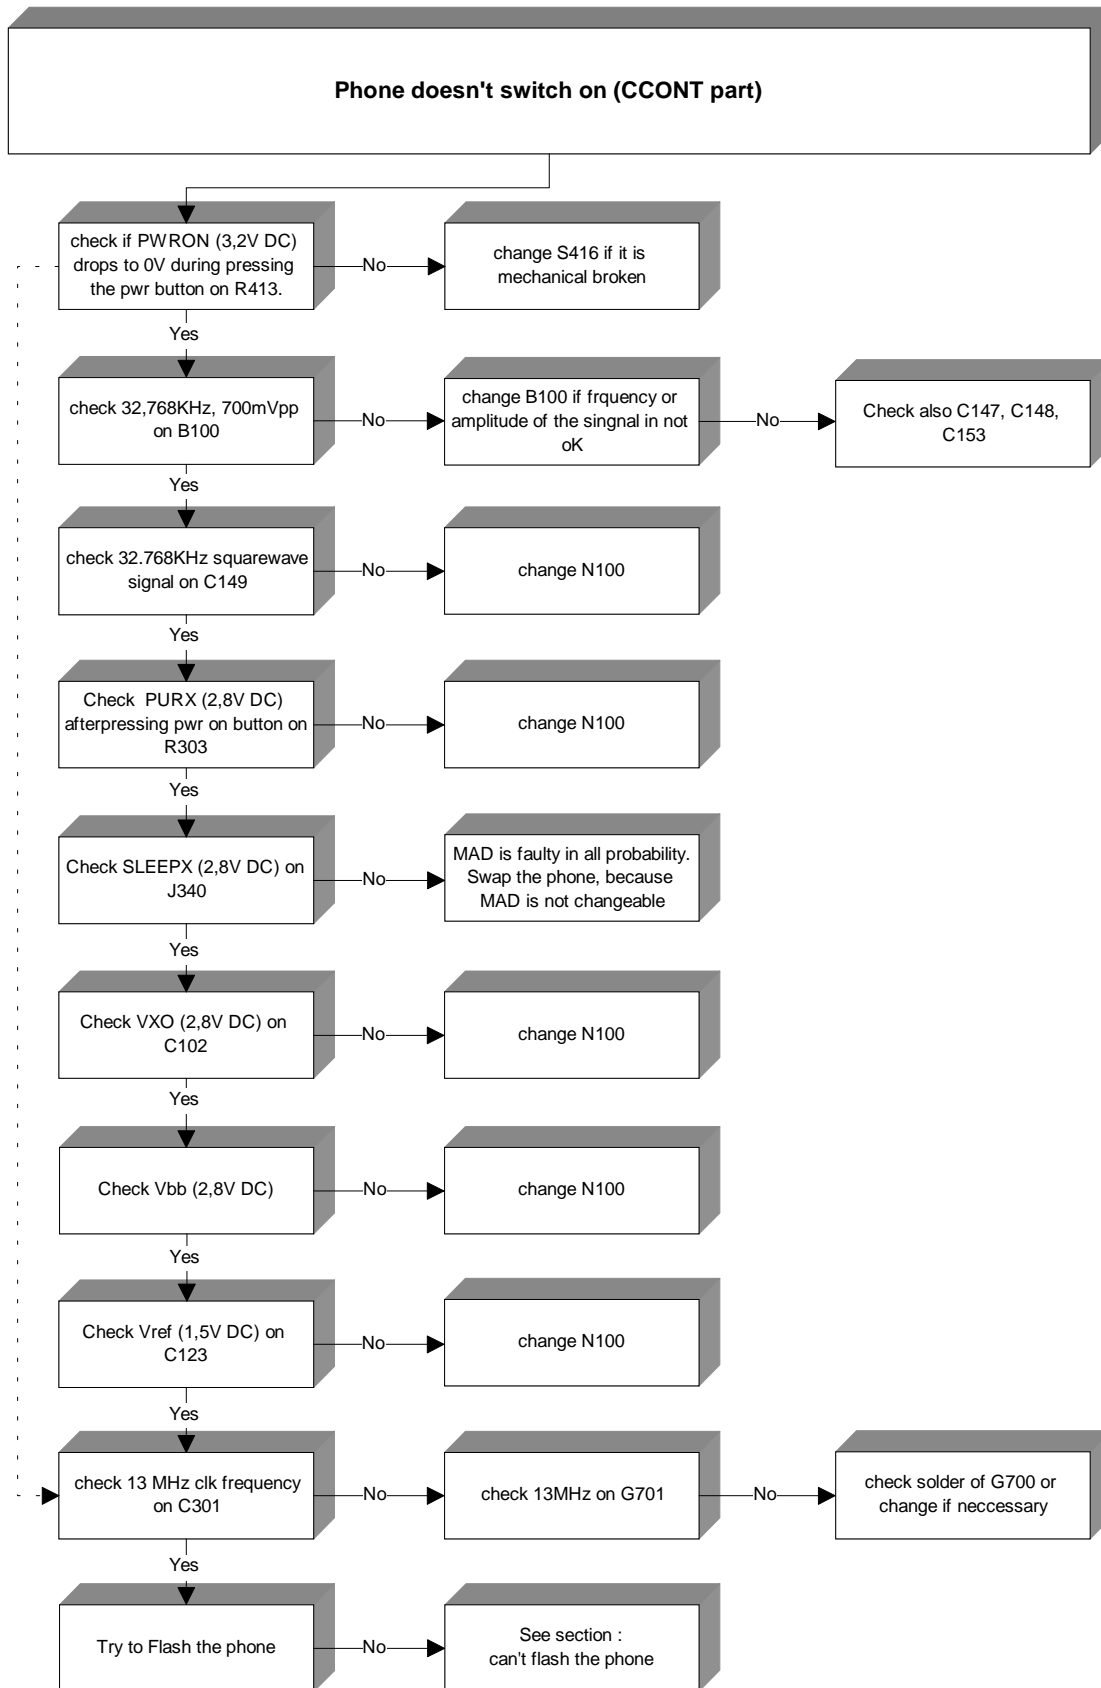 Phone doesn't switch on (CCONT part)
check if PWRON (3,2V DC)
drops to 0V during pressing
the pwr button on R413.
No
change S416 if it is
mechanical broken
Yes
check 32,768KHz, 700mVpp
on B100
No
change B100 if frquency or
amplitude of the singnal in not
oK
No
Check also C147, C148,
C153
Yes
check 32.768KHz squarewave
signal on C149
No
change N100
Yes
Check PURX (2,8V DC)
afterpressing pwr on button on
R303
No
change N100
Yes
Check SLEEPX (2,8V DC) on
J340
No
MAD is faulty in all probability.
Swap the phone, because
MAD is not changeable
Yes
Check VXO (2,8V DC) on
C102
No
change N100
Yes
Check Vbb (2,8V DC)
No
change N100
Yes
Check Vref (1,5V DC) on
C123
No
change N100
Yes
check 13 MHz clk frequency
on C301
No
check 13MHz on G701
No
check solder of G700 or
change if neccessary
Yes
Try to Flash the phone
No
See section :
can't flash the phone